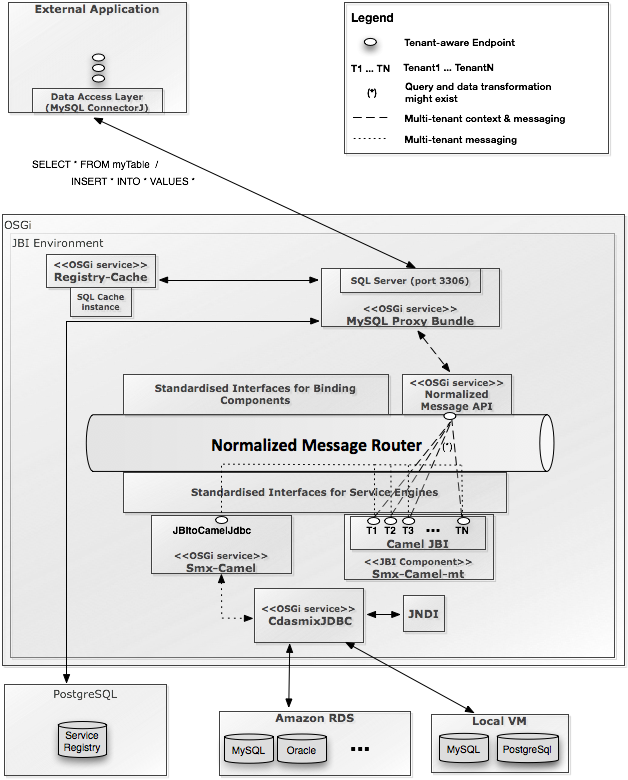 External Application
Data Access Layer
(MySQL ConnectorJ)
Legend
Tenant-aware Endpoint
T1 ... TN
Tenant1 ... TenantN
(*)
Query and data transformation
might exist
Multi-tenant context & messaging
Multi-tenant messaging
SELECT * FROM myTable /
INSERT * INTO * VALUES *
OSGi
JBI Environment
<<OSGi service>>
Registry-Cache
SQL Cache
instance
SQL Server (port 3306)
<<OSGi service>>
MySQL Proxy Bundle
Standardised Interfaces for Binding
Components
<<OSGi service>>
Normalized
Message API
Normalized Message Router
(*)
Standardised Interfaces for Service Engines
JBItoCamelJdbc
<<OSGi service>>
Smx-Camel
T1 T2 T3 ... TN
Camel JBI
<<JBI Component>>
Smx-Camel-mt
<<OSGi service>>
CdasmixJDBC
JNDI
PostgreSQL
Service
Registry
Amazon RDS
MySQL
Oracle
...
Local VM
MySQL
PostgreSql